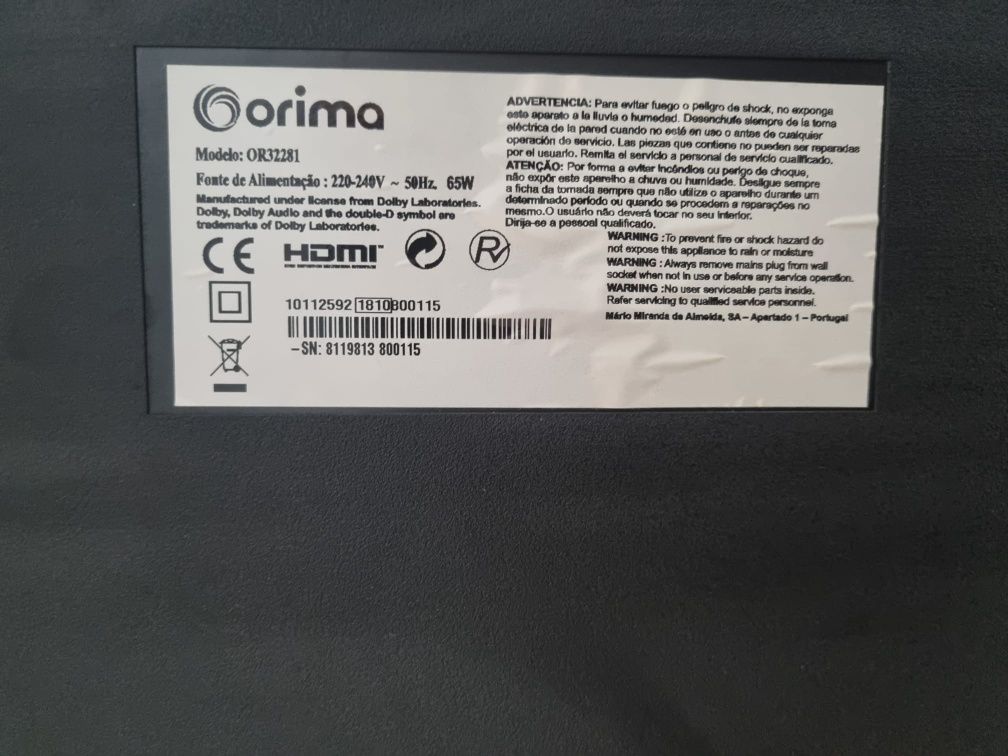 orima
Modelo: OR32281
Fonte de Alimentação : 220-240V ~ 50Hz, 65W
Manufactured under license from Dolby Laboratories.
Dolby, Dolby Audio and the double-D symbol are
trademarks of Dolby Laboratories.
CE HDMI™
HIGH-DEFINITION MULTIMEDIA INTERFACE
10112592 1810 800115
–SN: 8119813 800115
ADVERTENCIA: Para evitar fuego o peligro de shock, no exponga
este aparato a la lluvia o humedad. Desenchufe siempre de la toma
eléctrica de la pared cuando no esté en uso o antes de cualquier
operación de servicio. Las piezas que contiene no pueden ser reparadas
por el usuario. Remita el servicio a personal de servicio cualificado.
ATENÇÃO: Por forma a evitar incêndios ou perigo de choque,
não expôr este aparelho a chuva ou humidade. Desligue sempre
a ficha da tomada sempre que não utilize o aparelho durante um
determinado período ou quando se procedem a reparações no
mesmo.O usuário não deverá tocar no seu interior.
Dirija-se a pessoal qualificado.
WARNING :To prevent fire or shock hazard do
not expose this appliance to rain or moisture
WARNING :Always remove mains plug from wall
socket when not in use or before any service operation.
WARNING :No user serviceable parts inside.
Refer servicing to qualified service personnel.
Mário Miranda de Almeida, SA – Apartado 1 – Portugal